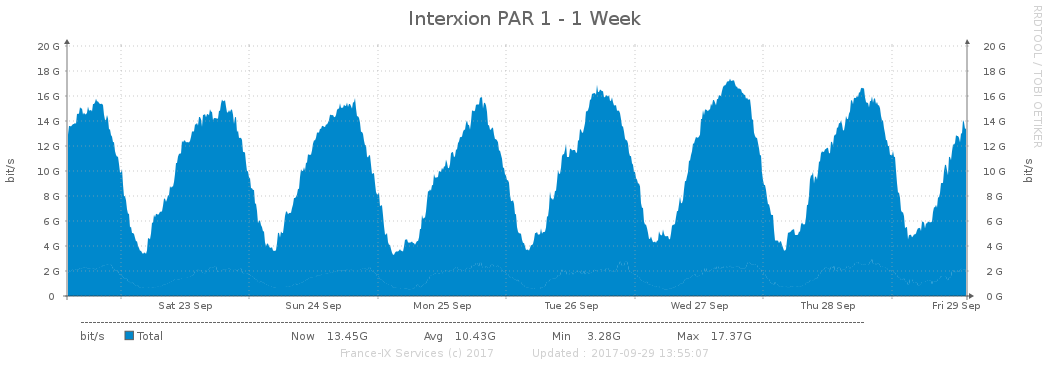 Interxion PAR 1 - 1 Week
RRDTOOL / TOBI OETIKER
20 G 20 G
18 G 18 G
16 G 16 G
14 G 14 G
12 G 12 G
10 G 10 G
8 G 8 G
6 G 6 G
4 G 4 G
2 G 2 G
0 0 G
bit/s
bit/s
Sat 23 Sep Sun 24 Sep Mon 25 Sep Tue 26 Sep Wed 27 Sep Thu 28 Sep Fri 29 Sep
bit/s Total Now 13.45G Avg 10.43G Min 3.28G Max 17.37G
France-IX Services (c) 2017 Updated : 2017-09-29 13:55:07